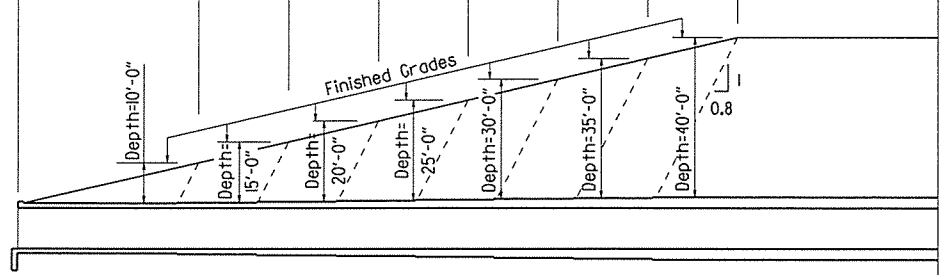 Finished Grades
Depth=10'-0"
Depth=
15'-0"
Depth=
20'-0"
Depth=
25'-0"
Depth=30'-0"
Depth=35'-0"
Depth=40'-0"
1
0.8